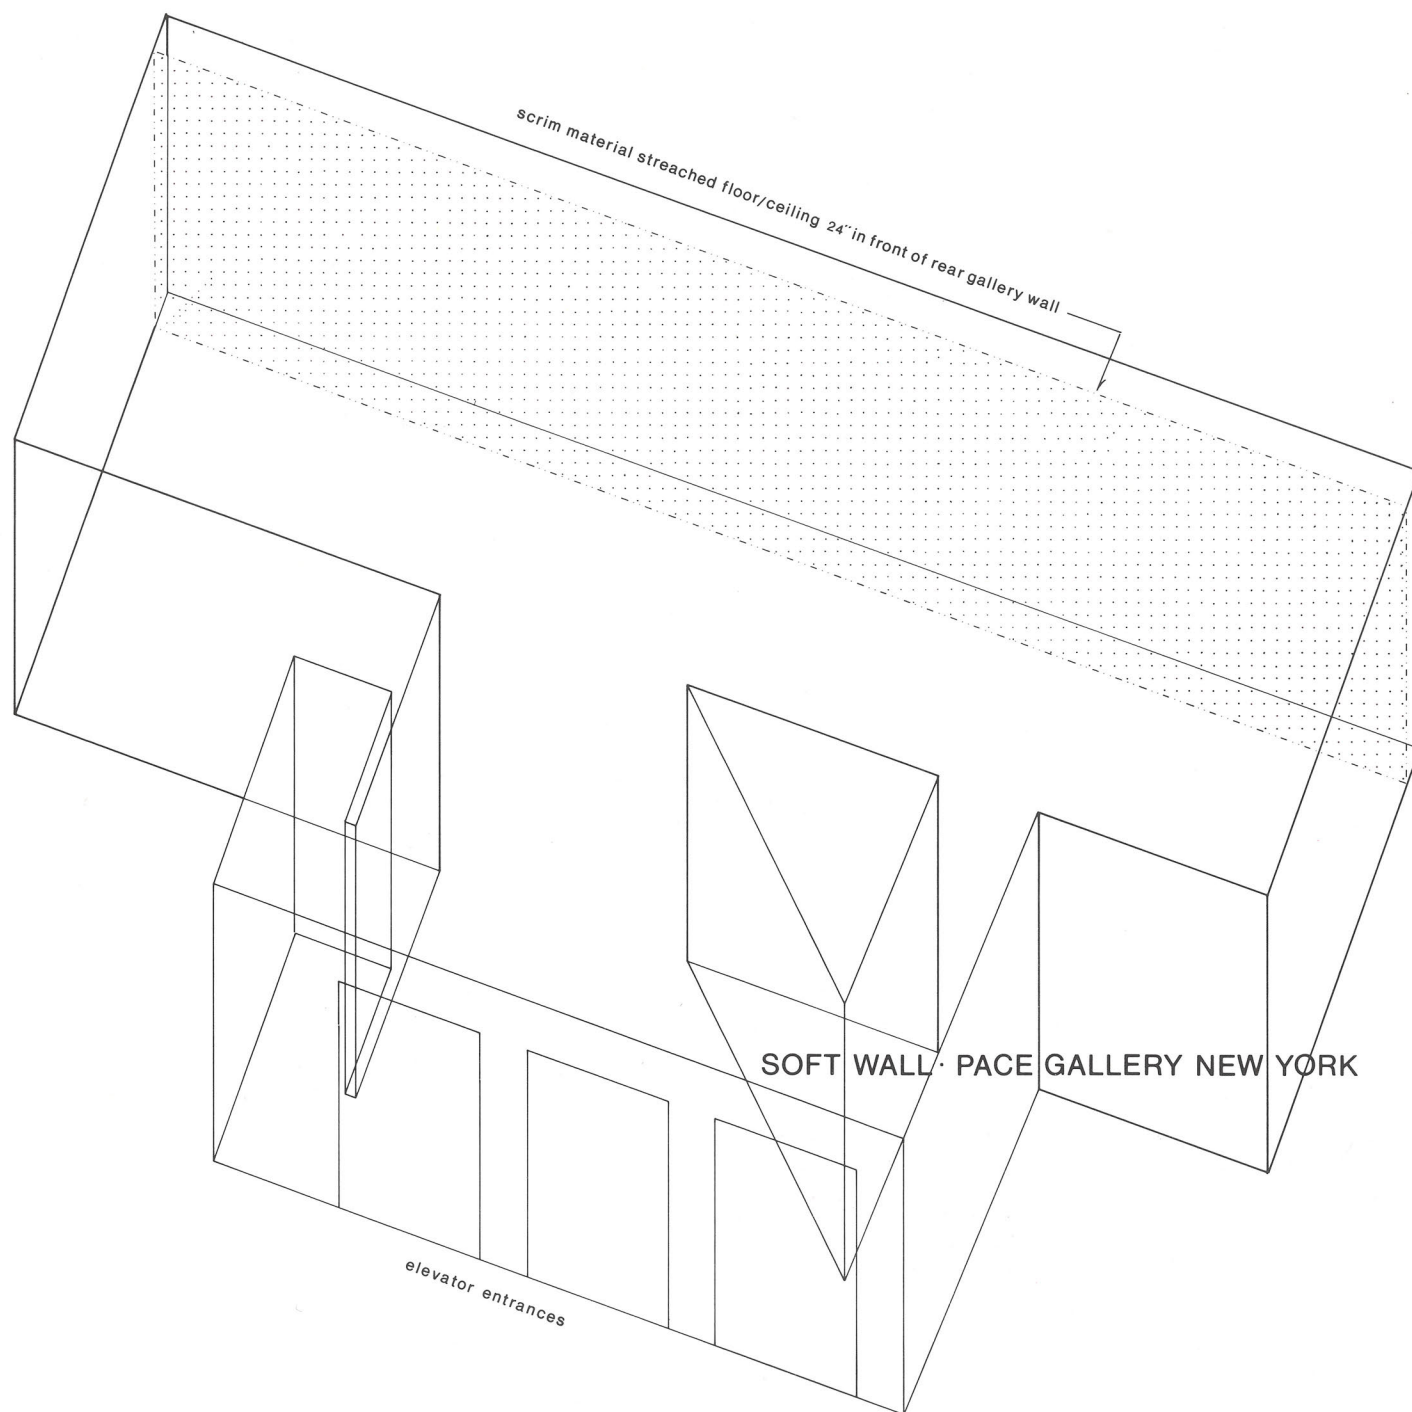 scrim material streached floor/ceiling 24" in front of rear gallery wall
SOFT WALL · PACE GALLERY NEW YORK
elevator entrances